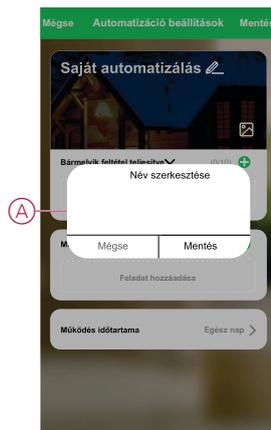 Mégse Automatizáció beállítások Mentés
Saját automatizálás
Bármelyik feltétel teljesítve (0/10)
Név szerkesztése
A
Mégse Mentés
M
Feladat hozzáadása
Működés időtartama Egész nap